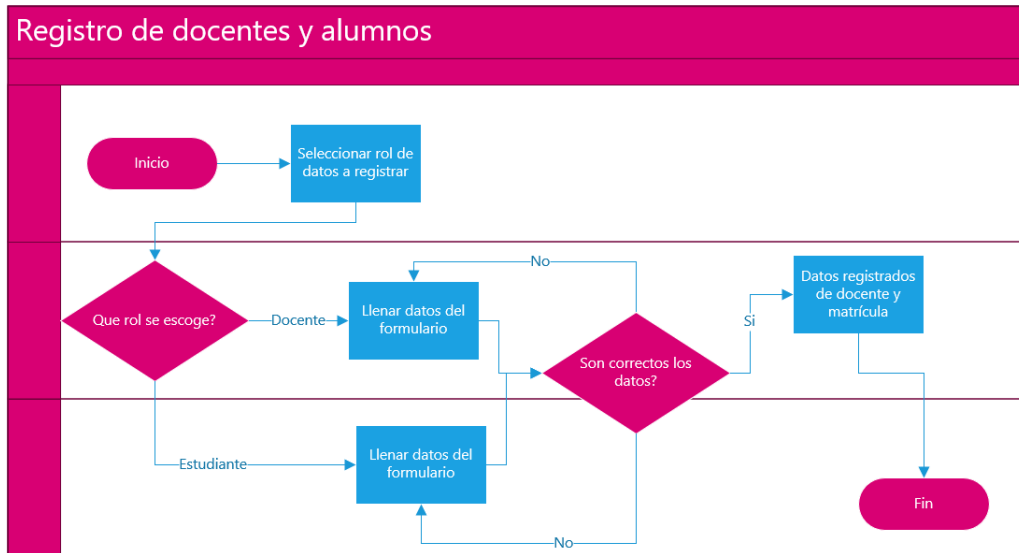 Registro de docentes y alumnos
Inicio
Seleccionar rol de
datos a registrar
Que rol se escoge?
Docente
Llenar datos del
formulario
No
Son correctos los
datos?
Si
Datos registrados
de docente y
matrícula
Estudiante
Llenar datos del
formulario
No
Fin